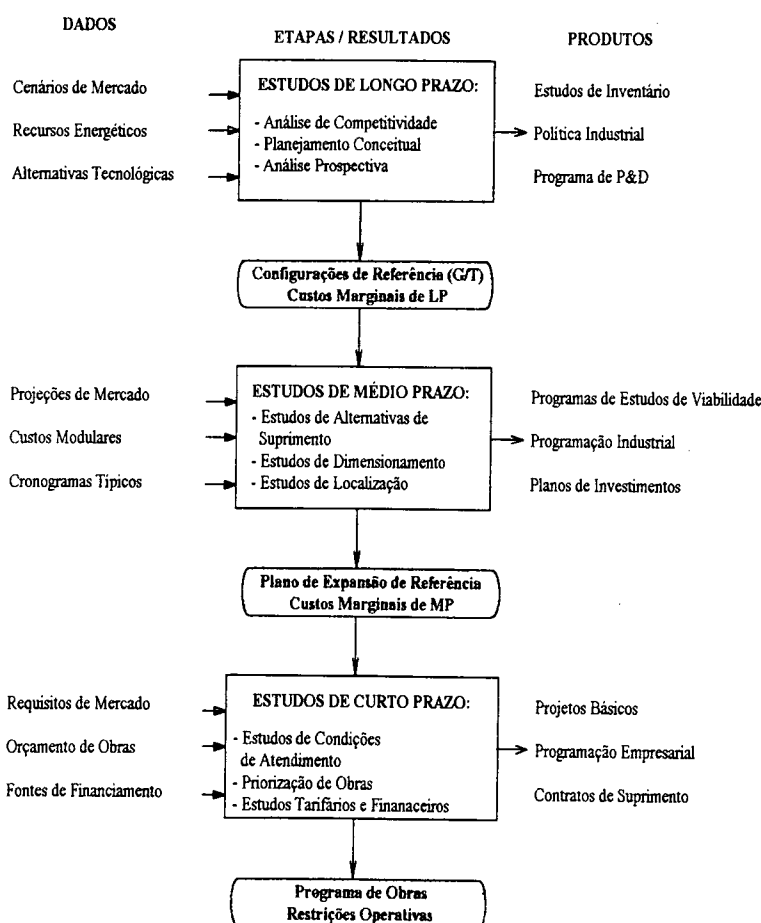 DADOS
ETAPAS / RESULTADOS
PRODUTOS
Cenários de Mercado
Recursos Energéticos
Alternativas Tecnológicas
ESTUDOS DE LONGO PRAZO:
- Análise de Competitividade
- Planejamento Conceitual
- Análise Prospectiva
Estudos de Inventário
Política Industrial
Programa de P&D
Configurações de Referência (G/T)
Custos Marginais de LP
Projeções de Mercado
Custos Modulares
Cronogramas Típicos
ESTUDOS DE MÉDIO PRAZO:
- Estudos de Alternativas de
Suprimento
- Estudos de Dimensionamento
- Estudos de Localização
Programas de Estudos de Viabilidade
Programação Industrial
Planos de Investimentos
Plano de Expansão de Referência
Custos Marginais de MP
Requisitos de Mercado
Orçamento de Obras
Fontes de Financiamento
ESTUDOS DE CURTO PRAZO:
- Estudos de Condições
de Atendimento
- Priorização de Obras
- Estudos Tarifários e Finanaceiros
Projetos Básicos
Programação Empresarial
Contratos de Suprimento
Programa de Obras
Restrições Operativas